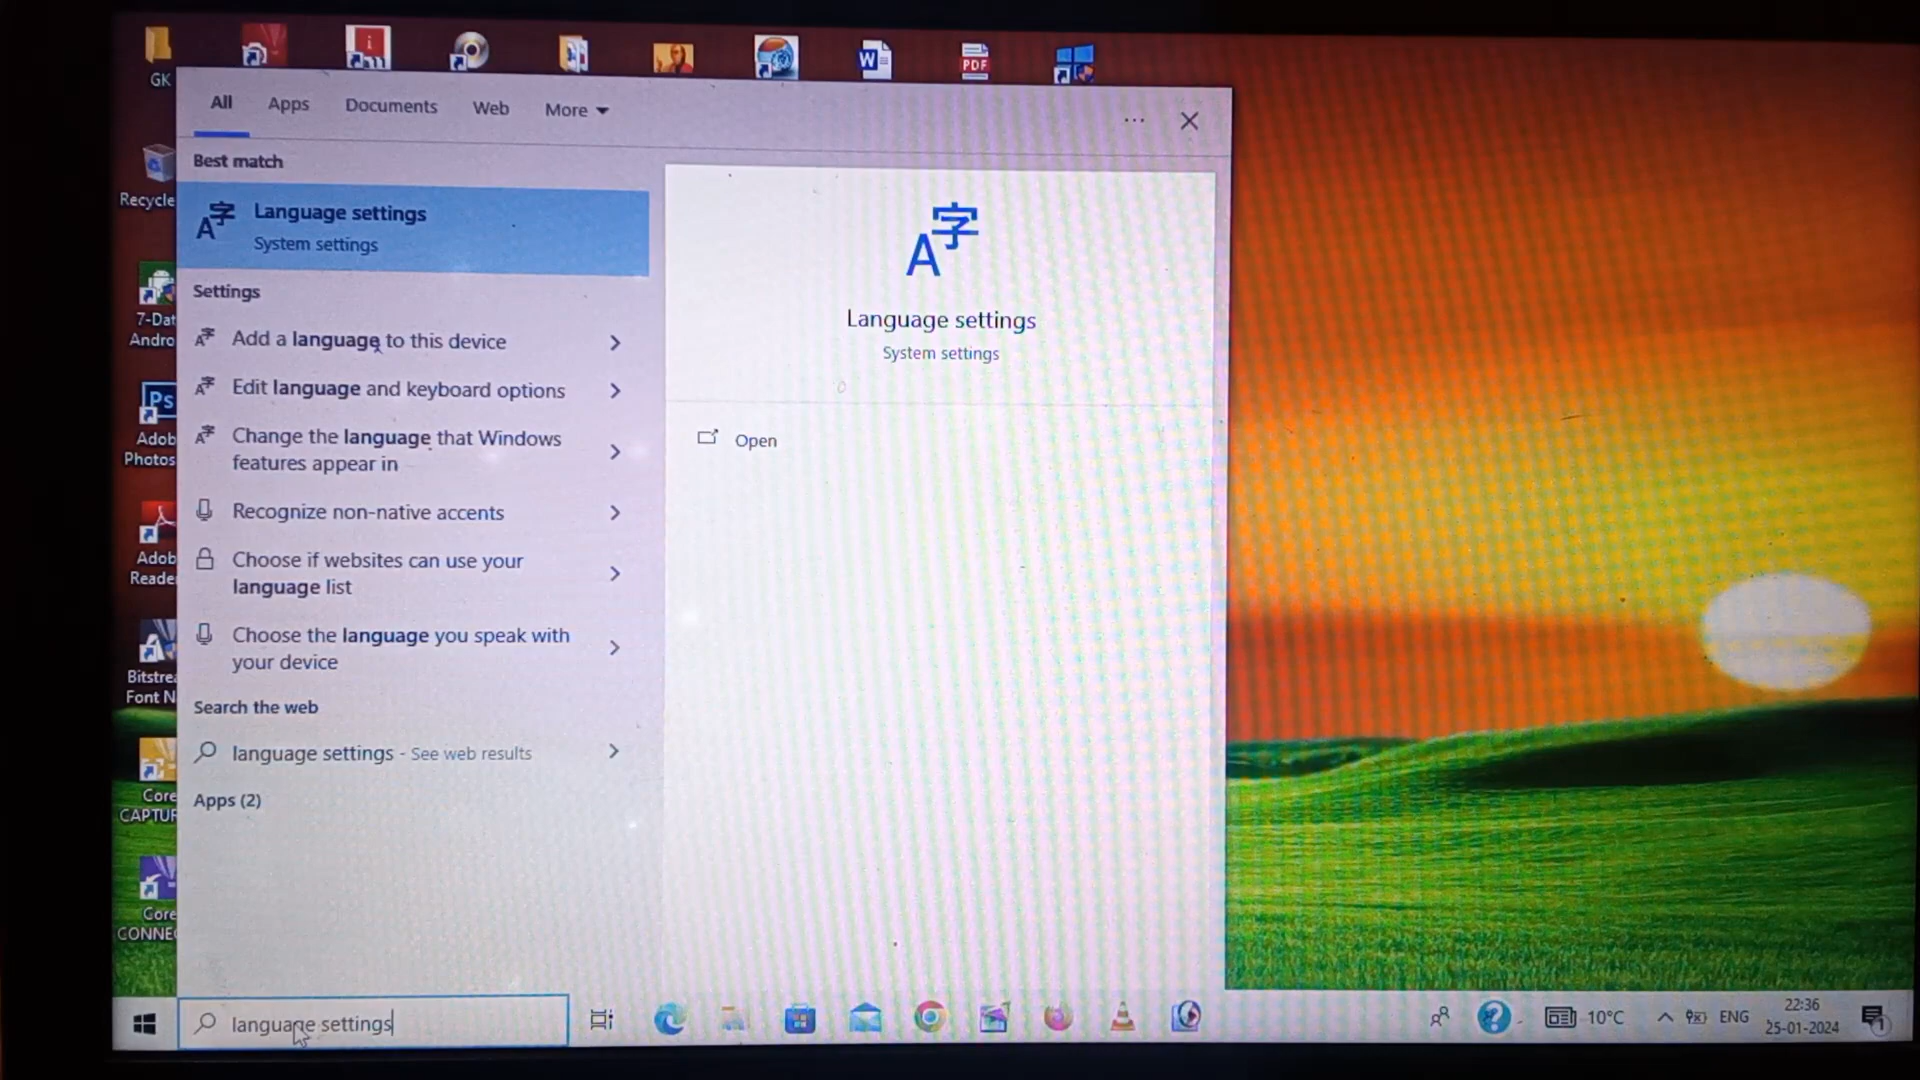 GK
PDF
All
Apps
Documents
Web
More
Best match
Language settings
System settings
Settings
Add a language to this device
Edit language and keyboard options
Change the language that Windows
features appear in
Recognize non-native accents
Choose if websites can use your
language list
Choose the language you speak with
your device
Search the web
language settings - See web results
Apps (2)
Language settings
System settings
Open
Recycle
7-Dat
Andro
Ps
Adob
Photos
Adob
Reade
Bitstrea
Font N
Core
CAPTUR
Core
CONNE
language settings
10°C
ENG
22:36
25-01-2024
1